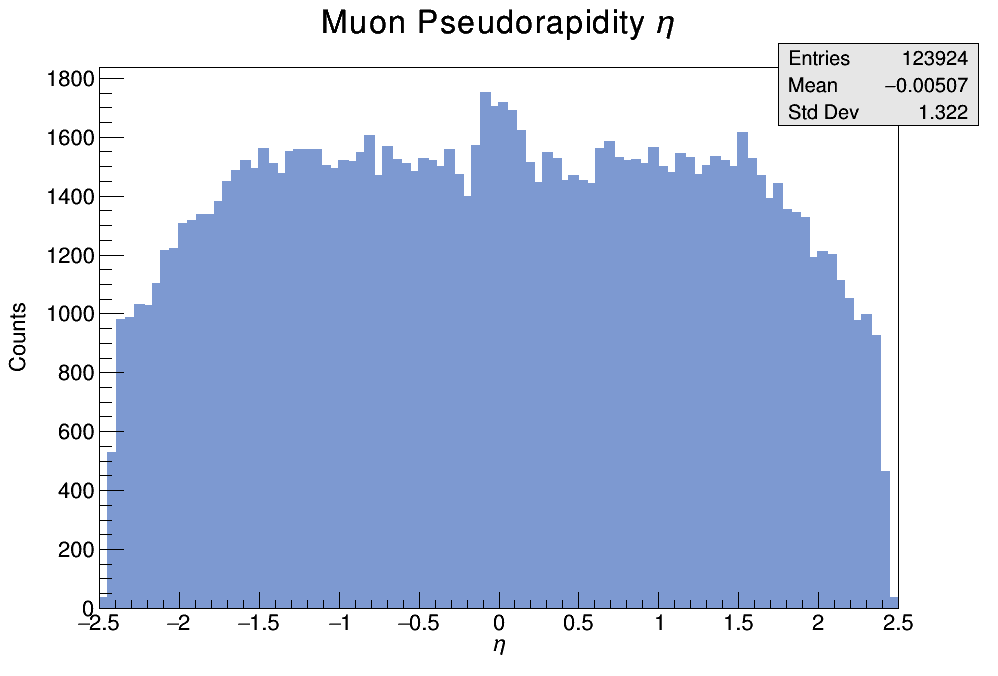 Muon Pseudorapidity η
Entries 123924
Mean −0.00507
Std Dev 1.322
1800
1600
1400
1200
1000
800
600
400
200
0
Counts
−2.5 −2 −1.5 −1 −0.5 0 0.5 1 1.5 2 2.5
η